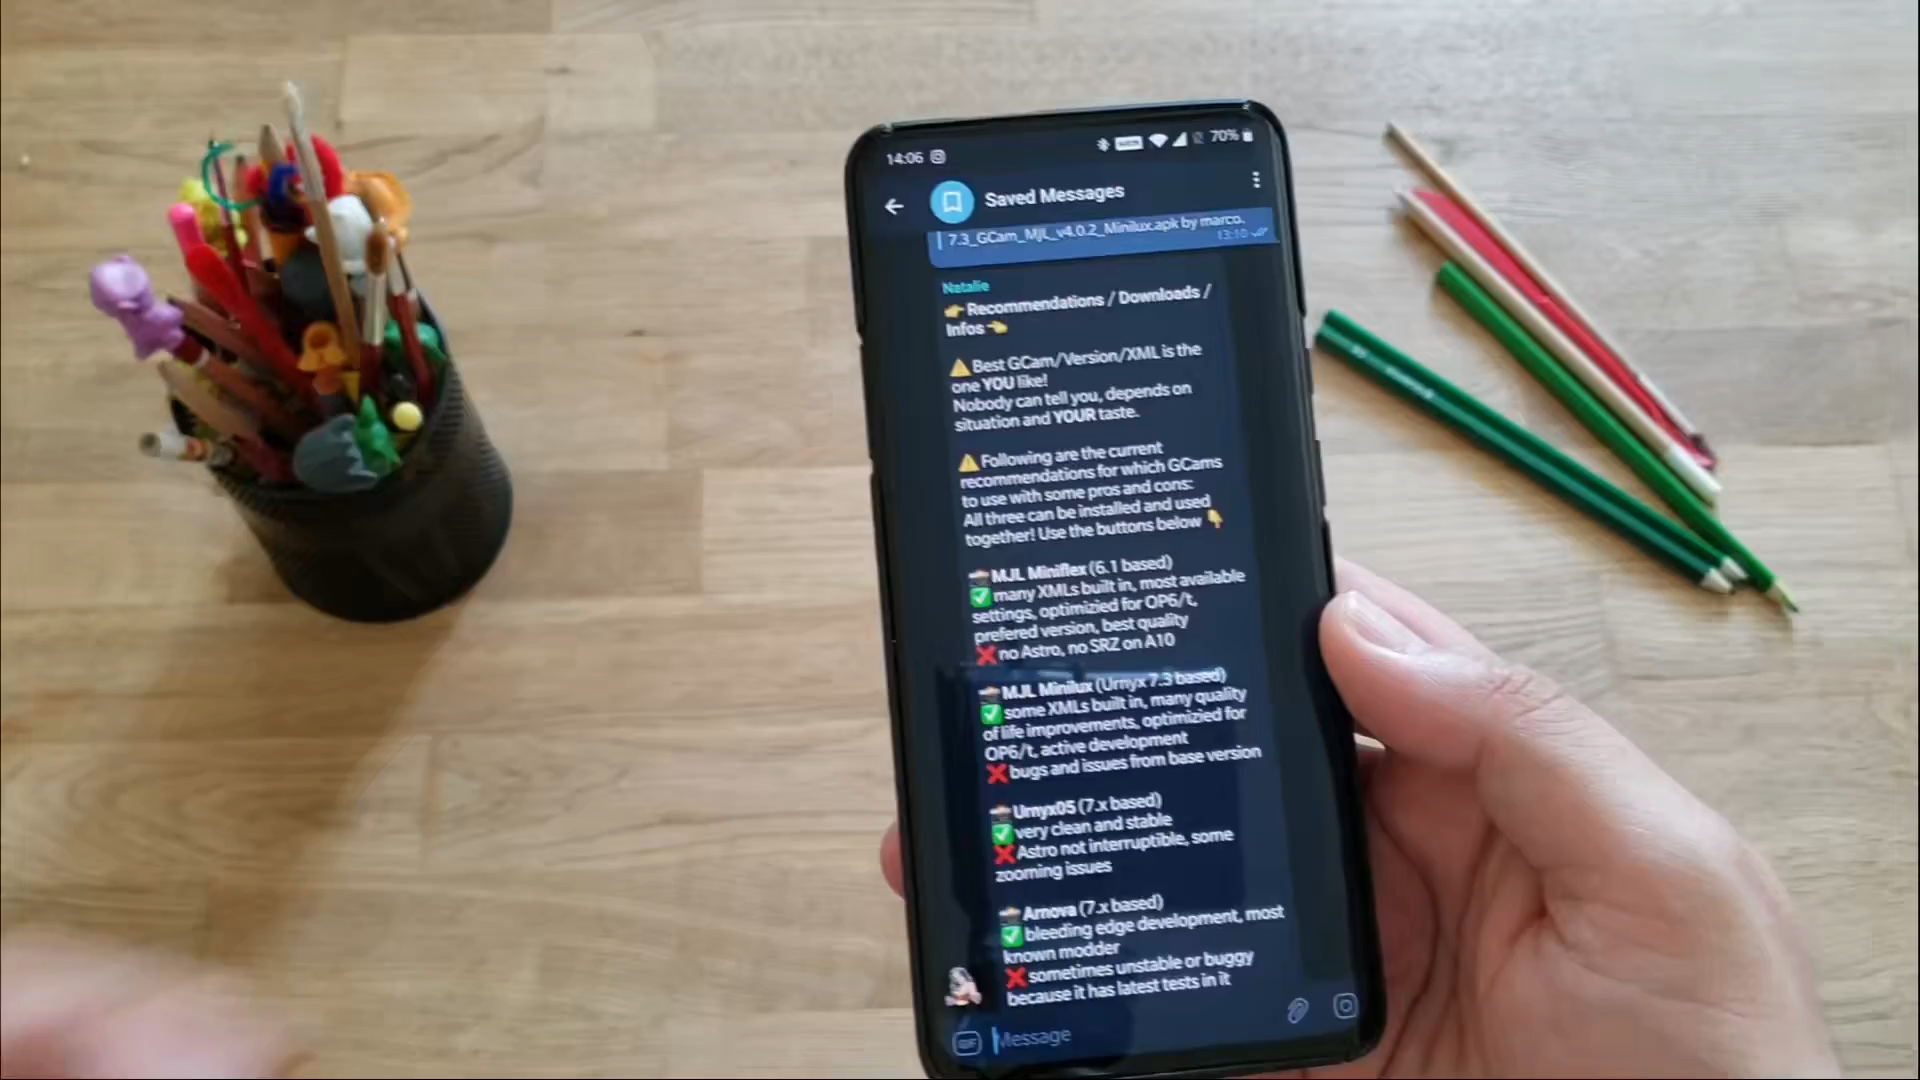 14:06
70%
Saved Messages
7.3_GCam_MJL_v4.0.2_Minilux.apk by marco.
13:10
Natalie
Recommendations / Downloads /
Infos
Best GCam/Version/XML is the
one YOU like!
Nobody can tell you, depends on
situation and YOUR taste.
Following are the current
recommendations for which GCams
to use with some pros and cons:
All three can be installed and used
together! Use the buttons below
MJL Miniflex (6.1 based)
many XMLs built in, most available
settings, optimizied for OP6/t,
prefered version, best quality
no Astro, no SRZ on A10
MJL Minilux (Urnyx 7.3 based)
some XMLs built in, many quality
of life improvements, optimizied for
OP6/t, active development
bugs and issues from base version
Urnyx05 (7.x based)
very clean and stable
Astro not interruptible, some
zooming issues
Arnova (7.x based)
bleeding edge development, most
known modder
sometimes unstable or buggy
because it has latest tests in it
GIF
Message